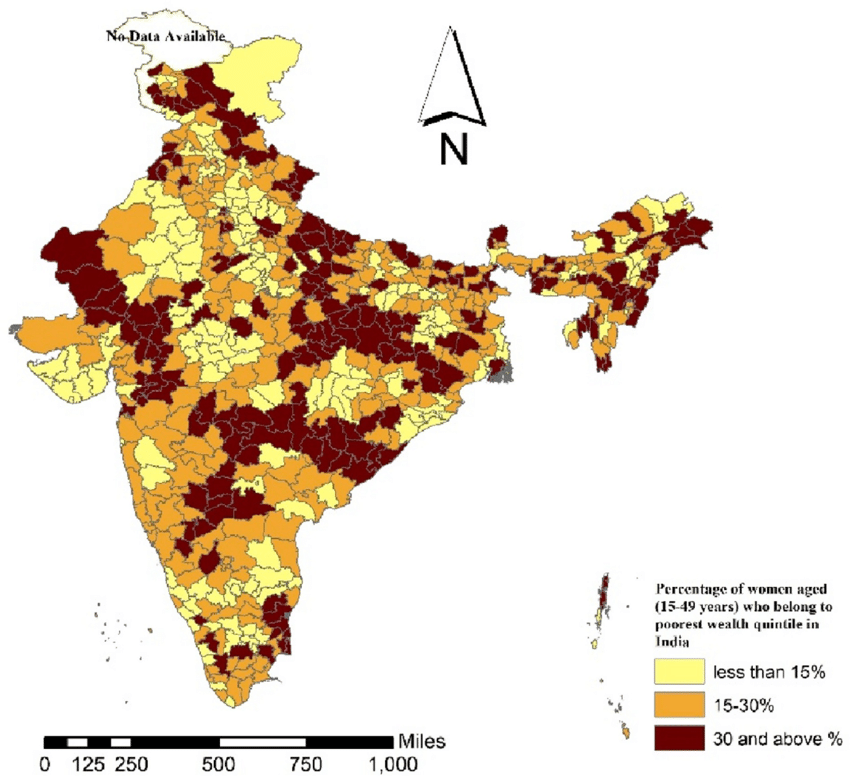 No Data Available
N
Percentage of women aged
(15-49 years) who belong to
poorest wealth quintile in
India
less than 15%
15-30%
30 and above %
Miles
0 125 250 500 750 1,000